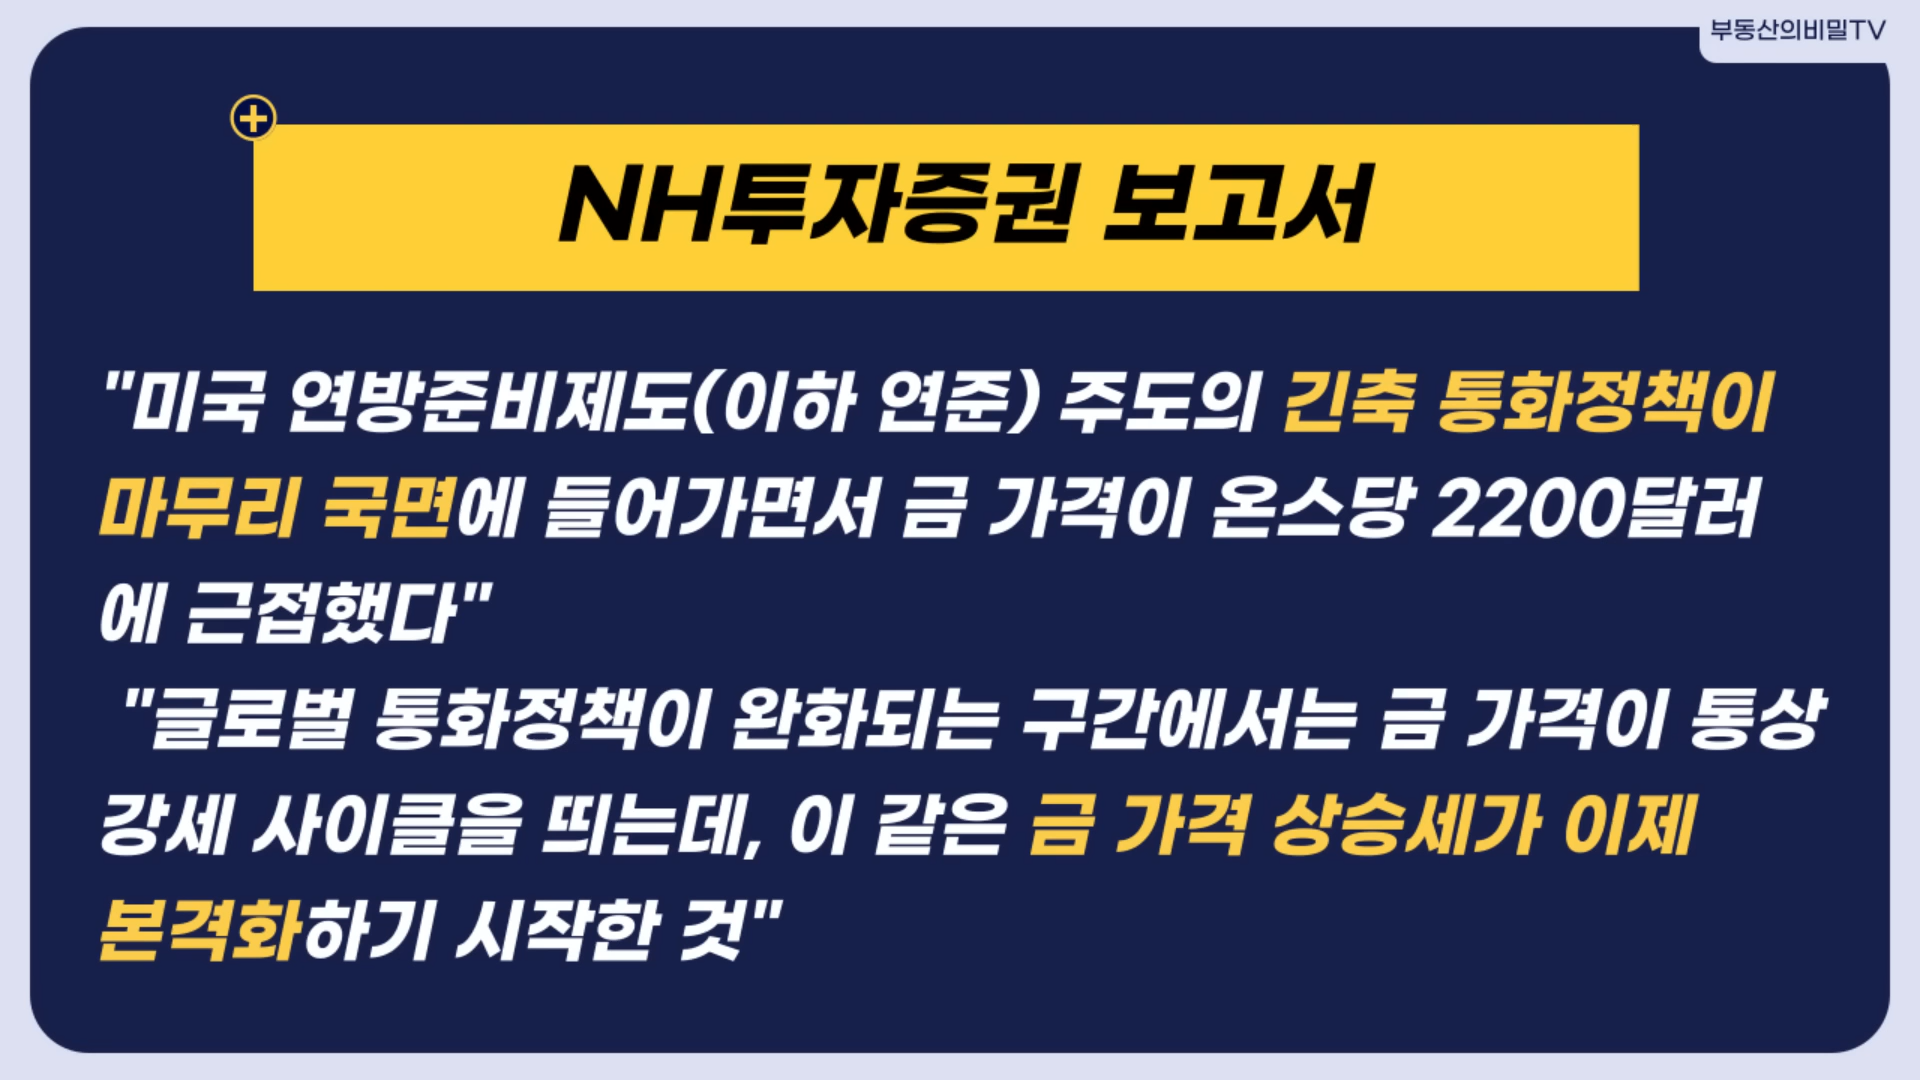 부동산의비밀TV
NH투자증권 보고서
"미국 연방준비제도(이하 연준) 주도의 긴축 통화정책이
마무리 국면에 들어가면서 금 가격이 온스당 2200달러
에 근접했다"
"글로벌 통화정책이 완화되는 구간에서는 금 가격이 통상
강세 사이클을 띄는데, 이 같은 금 가격 상승세가 이제
본격화하기 시작한 것"